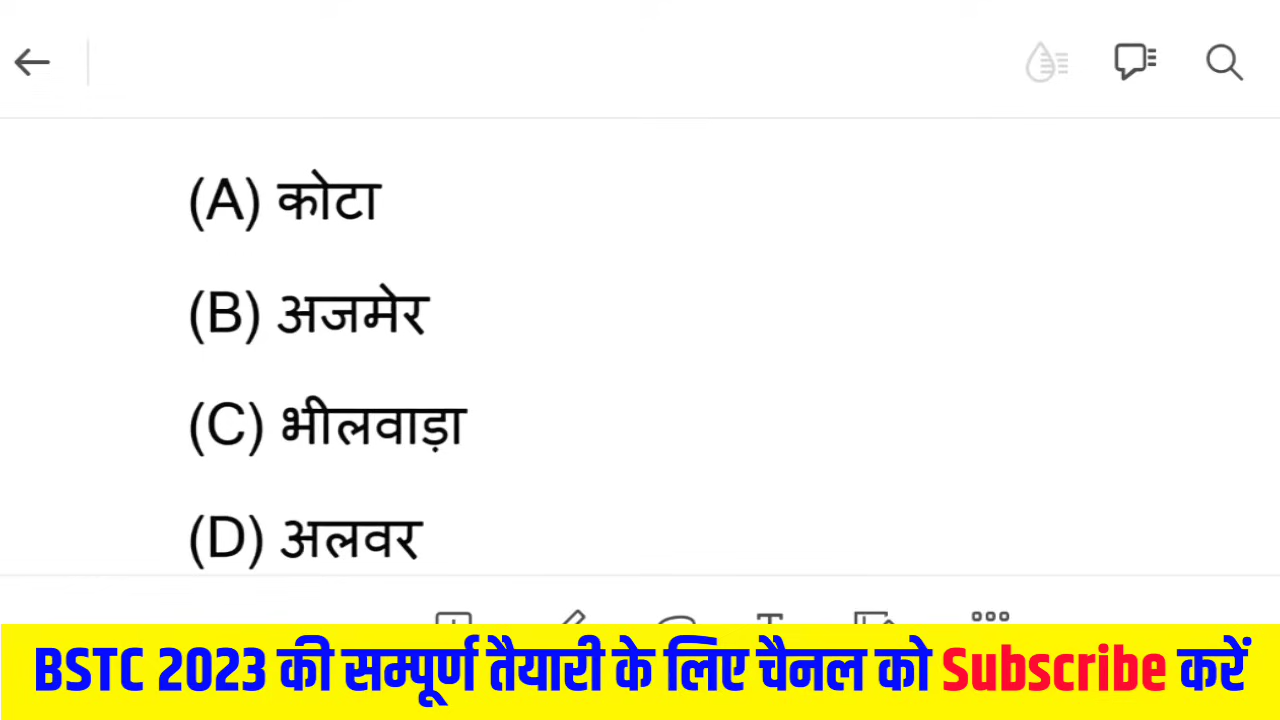 (A) कोटा
(B) अजमेर
(C) भीलवाड़ा
(D) अलवर
BSTC 2023 की सम्पूर्ण तैयारी के लिए चैनल को Subscribe करें